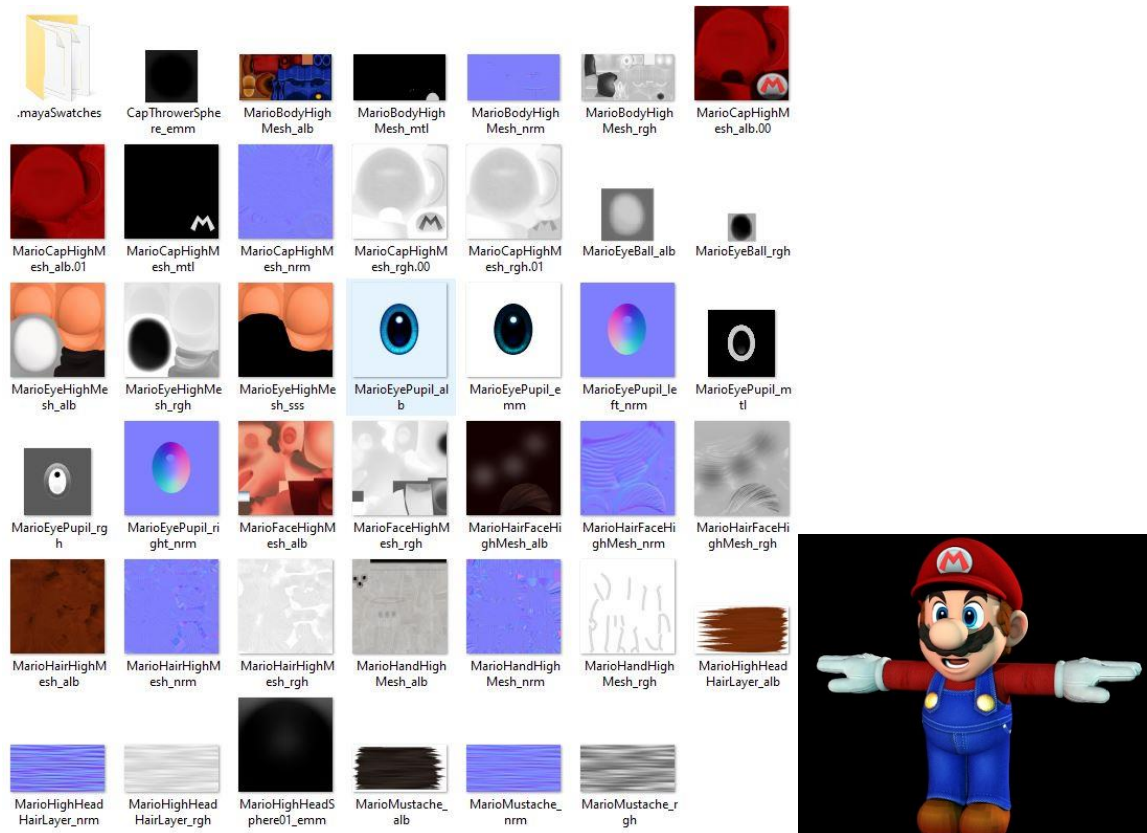 .mayaSwatches
CapThrowerSphe
re_emm
MarioBodyHigh
Mesh_alb
MarioBodyHigh
Mesh_mtl
MarioBodyHigh
Mesh_nrm
MarioBodyHigh
Mesh_rgh
MarioCapHighM
esh_alb.00
MarioCapHighM
esh_alb.01
MarioCapHighM
esh_mtl
MarioCapHighM
esh_nrm
MarioCapHighM
esh_rgh.00
MarioCapHighM
esh_rgh.01
MarioEyeBall_alb
MarioEyeBall_rgh
MarioEyeHighMe
sh_alb
MarioEyeHighMe
sh_rgh
MarioEyeHighMe
sh_sss
MarioEyePupil_al
b
MarioEyePupil_e
mm
MarioEyePupil_le
ft_nrm
MarioEyePupil_m
tl
MarioEyePupil_rg
h
MarioEyePupil_ri
ght_nrm
MarioFaceHighM
esh_alb
MarioFaceHighM
esh_rgh
MarioHairFaceHi
ghMesh_alb
MarioHairFaceHi
ghMesh_nrm
MarioHairFaceHi
ghMesh_rgh
MarioHairHighM
esh_alb
MarioHairHighM
esh_nrm
MarioHairHighM
esh_rgh
MarioHandHigh
Mesh_alb
MarioHandHigh
Mesh_nrm
MarioHandHigh
Mesh_rgh
MarioHighHead
HairLayer_alb
MarioHighHead
HairLayer_nrm
MarioHighHead
HairLayer_rgh
MarioHighHeadS
phere01_emm
MarioMustache_
alb
MarioMustache_
nrm
MarioMustache_r
gh
M
M
M
M